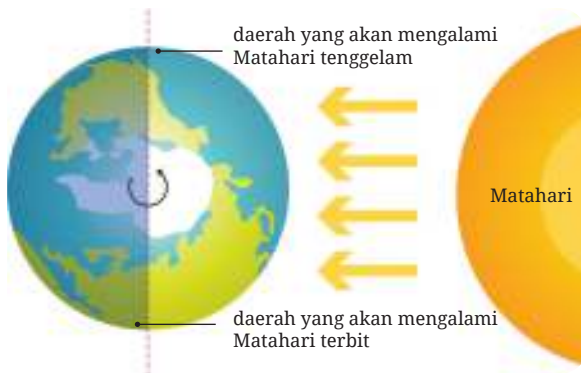 daerah yang akan mengalami
Matahari tenggelam
Matahari
daerah yang akan mengalami
Matahari terbit